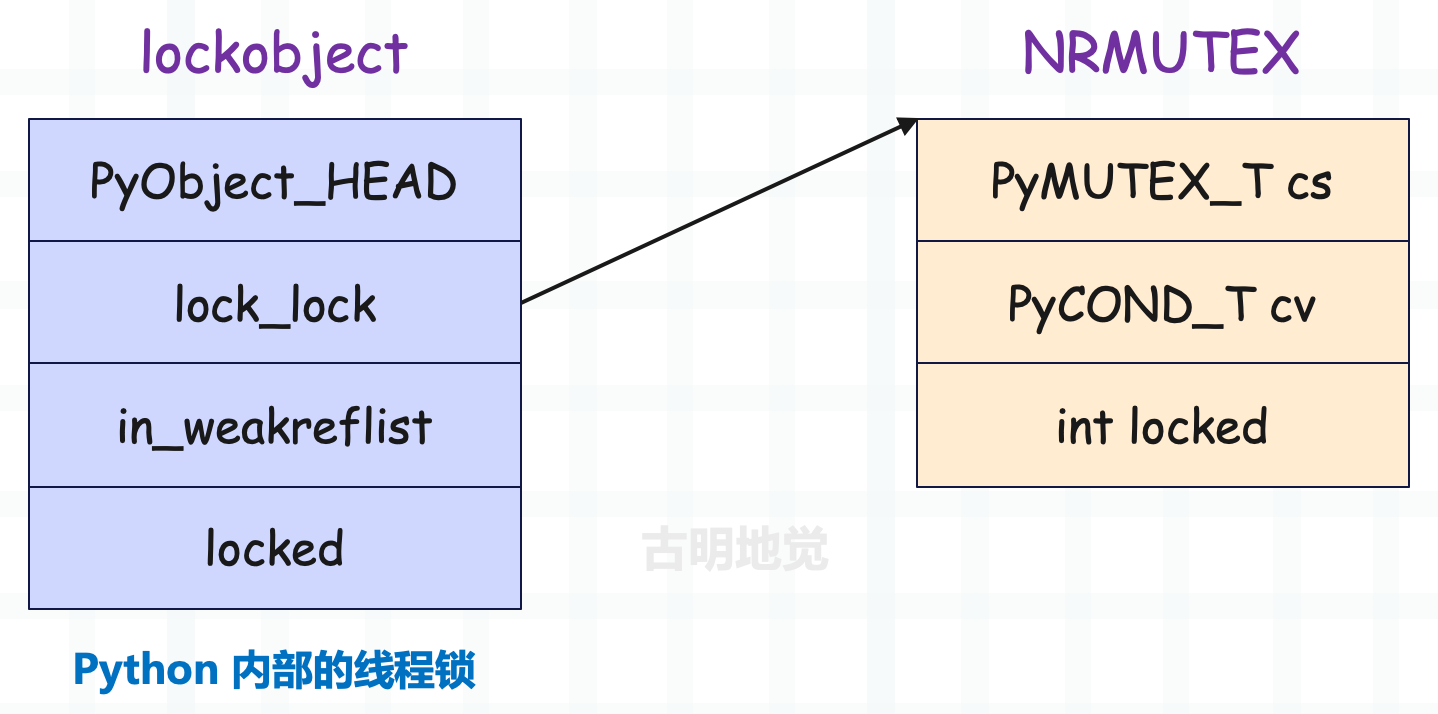 lockobject
NRMUTEX
PyObject_HEAD
lock_lock
in_weakreflist
locked
PyMUTEX_T cs
PyCOND_T cv
int locked
古明地觉
Python 内部的线程锁